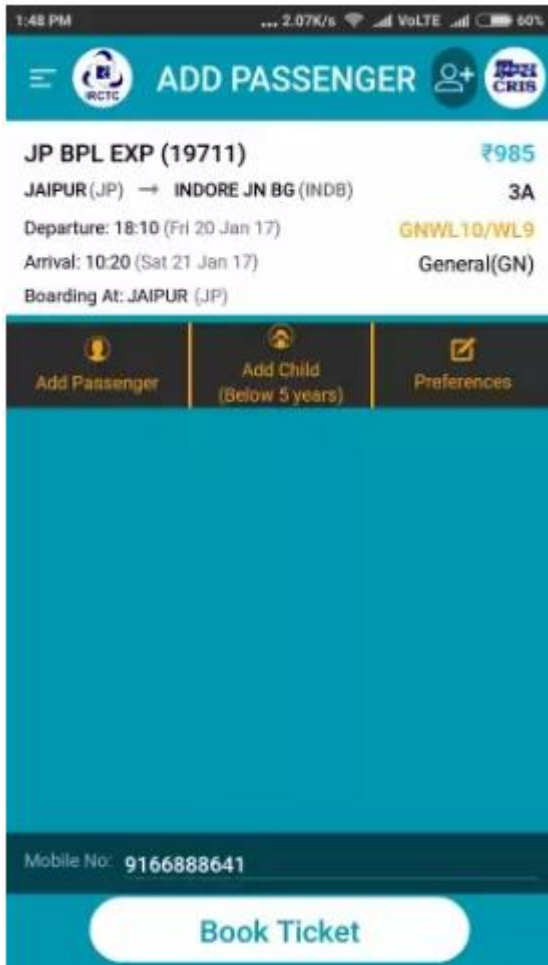 1:48 PM ... 2.07K/s VoLTE 60%
IRCTC ADD PASSENGER CRIS
JP BPL EXP (19711) ₹985
JAIPUR (JP) → INDORE JN BG (INDB) 3A
Departure: 18:10 (Fri 20 Jan 17) GNWL10/WL9
Arrival: 10:20 (Sat 21 Jan 17) General(GN)
Boarding At: JAIPUR (JP)
Add Passenger
Add Child
(Below 5 years)
Preferences
Mobile No: 9166888641
Book Ticket